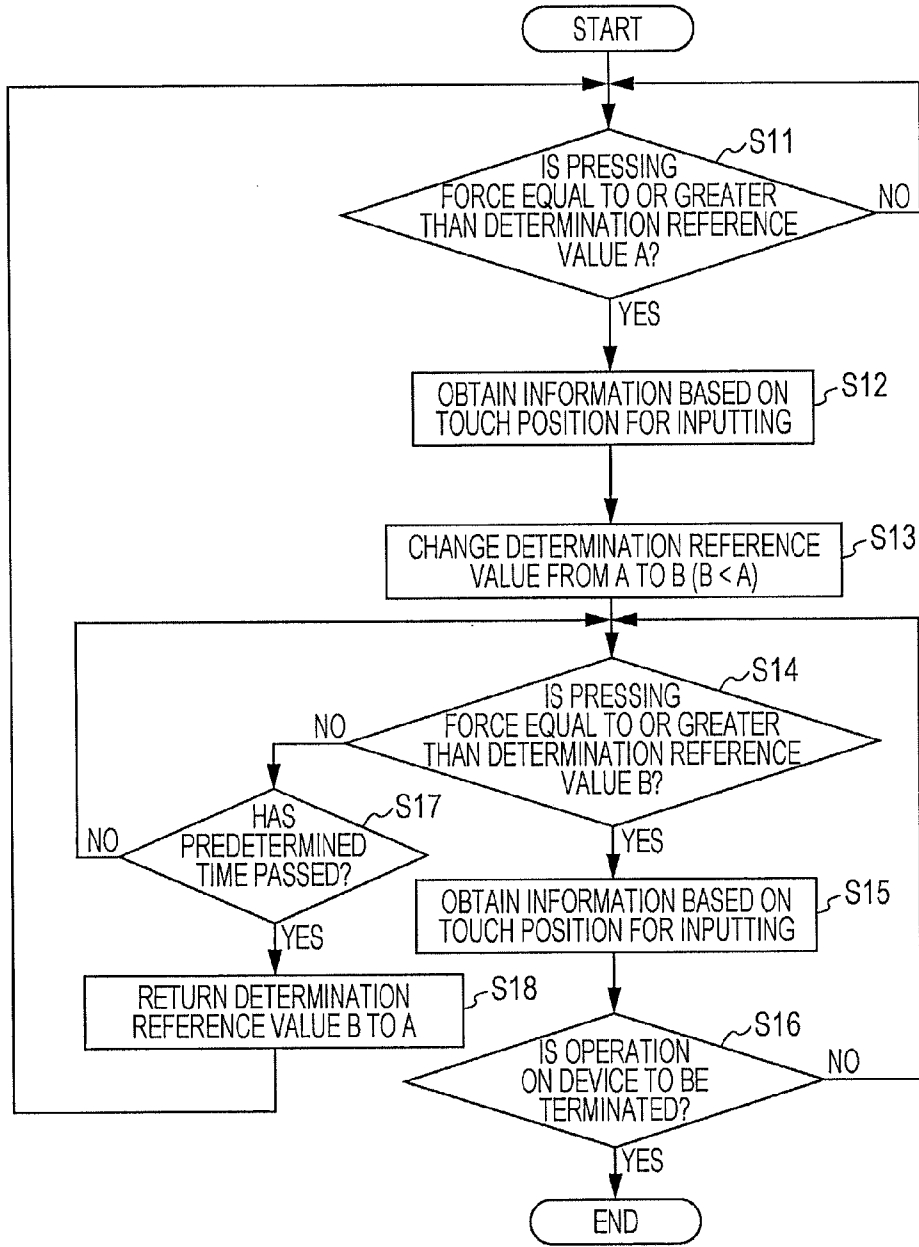 START
S11
IS PRESSING
FORCE EQUAL TO OR GREATER
THAN DETERMINATION REFERENCE
VALUE A?
NO
YES
S12
OBTAIN INFORMATION BASED ON
TOUCH POSITION FOR INPUTTING
S13
CHANGE DETERMINATION REFERENCE
VALUE FROM A TO B (B < A)
S14
IS PRESSING
FORCE EQUAL TO OR GREATER
THAN DETERMINATION REFERENCE
VALUE B?
NO
YES
S17
HAS
PREDETERMINED
TIME PASSED?
NO
YES
S15
OBTAIN INFORMATION BASED ON
TOUCH POSITION FOR INPUTTING
S18
RETURN DETERMINATION
REFERENCE VALUE B TO A
S16
IS OPERATION
ON DEVICE TO BE
TERMINATED?
NO
YES
END